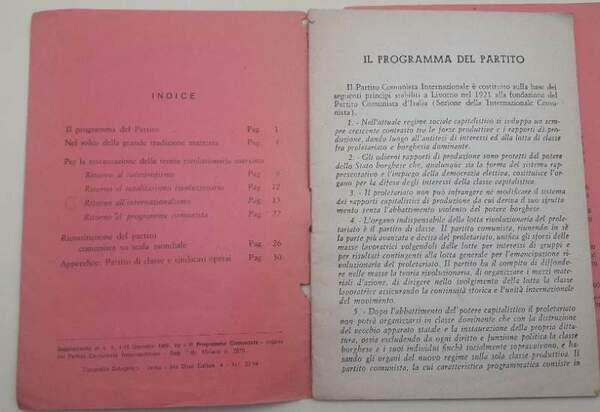 INDICE
Il programma del Partito Pag. 1
Nel solco della grande tradizione marxista Pag. 4
Per la restaurazione della teoria rivoluzionaria marxista
Ritorno al catastrofismo Pag. 9
Ritorno al totalitarismo rivoluzionario Pag. 12
Ritorno all'internazionalismo Pag. 15
Ritorno al programma comunista Pag. 22
Ricostituzione del partito
comunista su scala mondiale Pag. 26
Appendice: Partito di classe e sindacati operai Pag. 30
Programma Comunista
IL PROGRAMMA DEL PARTITO
Il Partito Comunista Internazionale è costituito sulla base dei
seguenti principi stabiliti a Livorno nel 1921 alla fondazione del
Partito Comunista d'Italia (Sezione della Internazionale Comu-
nista).
1. - Nell'attuale regime sociale capitalistico si sviluppa un sem-
pre crescente contrasto tra le forze produttive e i rapporti di pro-
duzione, dando luogo all'antitesi di interessi ed alla lotta di classe
fra proletariato e borghesia dominante.
2. - Gli odierni rapporti di produzione sono protetti dal potere
dello Stato borghese che, qualunque sia la forma del sistema rap-
presentativo e l'impiego della democrazia elettiva, costituisce l'or-
gano per la difesa degli interessi della classe capitalistica.
3. - Il proletariato non può infrangere nè modificare il sistema
dei rapporti capitalistici di produzione da cui deriva il suo sfrutta-
mento senza l'abbattimento violento del potere borghese.
4. - L'organo indispensabile della lotta rivoluzionaria del prole-
tariato è il partito di classe. Il partito comunista, riunendo in sè
la parte più avanzata e decisa del proletariato, unifica gli sforzi delle
masse lavoratrici volgendoli dalle lotte per interessi di gruppi e
per risultati contingenti alla lotta generale per l'emancipazione ri-
voluzionaria del proletariato. Il partito ha il compito di diffonde-
re nelle masse la teoria rivoluzionaria, di organizzare i mezzi mate-
riali d'azione, di dirigere nello svolgimento della lotta la classe
lavoratrice assicurando la continuità storica e l'unità internazionale
del movimento.
5. - Dopo l'abbattimento del potere capitalistico il proletariato
non potrà organizzarsi in classe dominante che con la distruzione
del vecchio apparato statale e la instaurazione della propria ditta-
tura, ossia escludendo da ogni diritto e funzione politica la classe
borghese e i suoi individui finchè socialmente sopravvivono, e ba-
sando gli organi del nuovo regime sulla sola classe produttiva. Il
partito comunista, la cui caratteristica programmatica consiste in